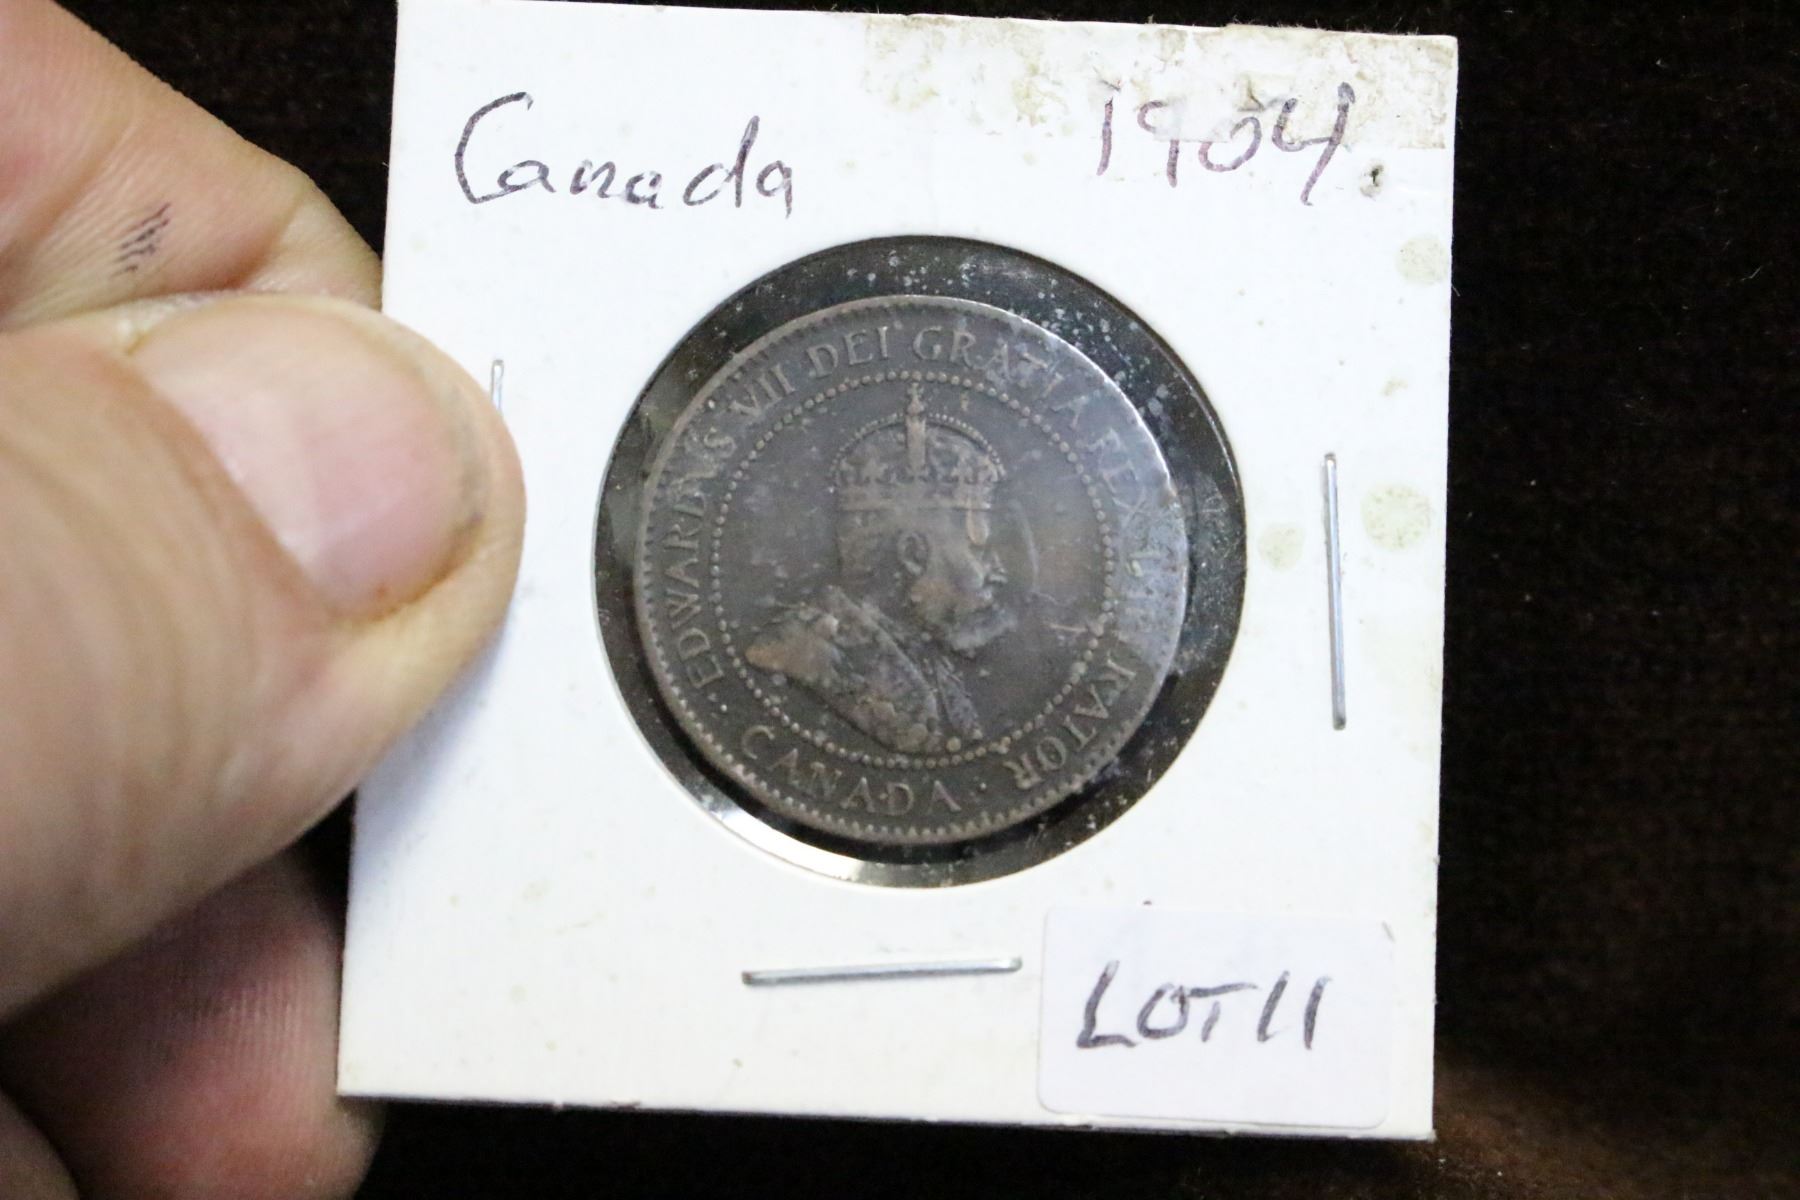 Canada 1904.
EDWARDVS VII DEI GRATIA REX IMPERATOR
CANADA
LOT 11